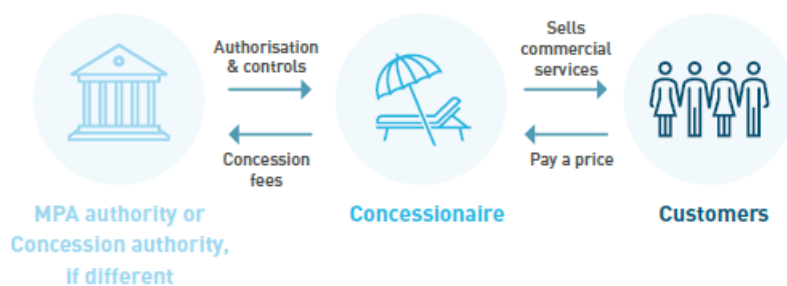 Authorisation
& controls
Concession
fees
Sells
commercial
services
Pay a price
MPA authority or
Concession authority,
if different
Concessionaire
Customers